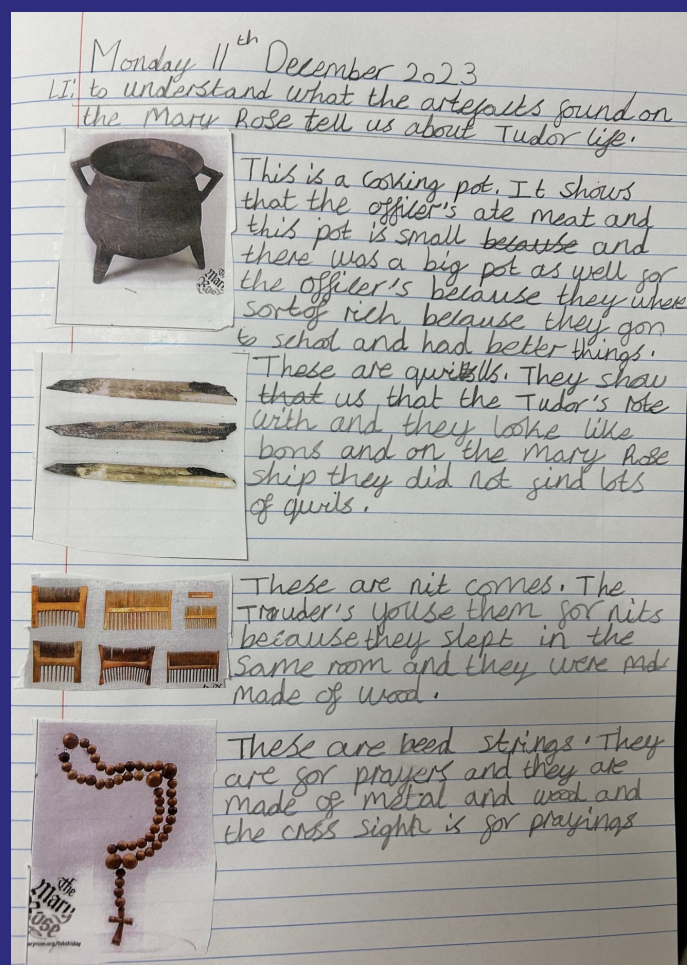 Monday 11th December 2023
LI: to understand what the artefacts found on
the Mary Rose tell us about Tudor life.
This is a cooking pot. It shows
that the officer's ate meat and
this pot is small because and
there was a big pot as well for
the officer's because they where
sortof rich because they gon
to schol and had better things.
the
Mary
Rose
These are quills. They show
that us that the Tudor's rote
with and they looke like
bons and on the Mary Rose
ship they did not find lots
of quils.
These are nit comes. The
Trouder's youse them for nits
because they slept in the
same room and they were mad
made of wood.
These are beed strings. They
are for prayers and they are
made of metal and wood and
the cross sighn is for prayings
the
Mary
Rose